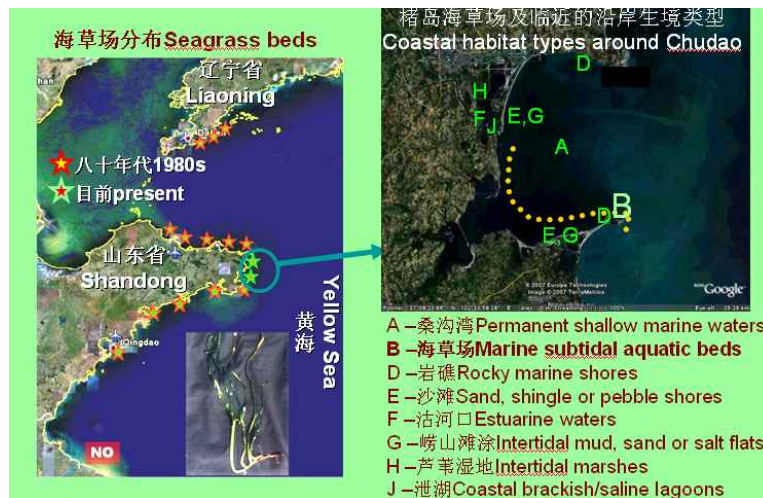 海草场分布Seagrass beds
辽宁省
Liaoning
八十年代1980s
目前present
山东省
Shandong
Yellow Sea
黄海
Qingdao
NO
楮岛海草场及临近的沿岸生境类型
Coastal habitat types around Chudao
D
H
F
J
E,G
A
B
D
E,G
© 2007 Europa Technologies
Image © 2007 TerraMetrics
Google
A –桑沟湾Permanent shallow marine waters
B –海草场Marine subtidal aquatic beds
D –岩礁Rocky marine shores
E –沙滩Sand, shingle or pebble shores
F –沽河口Estuarine waters
G –崂山滩涂Intertidal mud, sand or salt flats
H –芦苇湿地Intertidal marshes
J –泄湖Coastal brackish/saline lagoons